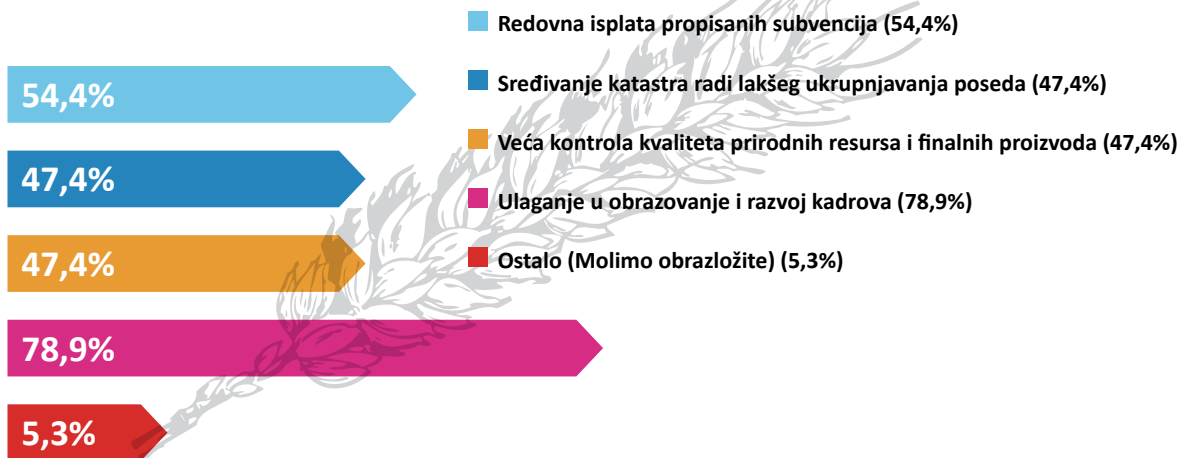 Redovna isplata propisanih subvencija (54,4%)
54,4%
Sređivanje katastra radi lakšeg ukrupnjavanja poseda (47,4%)
47,4%
Veća kontrola kvaliteta prirodnih resursa i finalnih proizvoda (47,4%)
47,4%
Ulaganje u obrazovanje i razvoj kadrova (78,9%)
78,9%
Ostalo (Molimo obrazložite) (5,3%)
5,3%